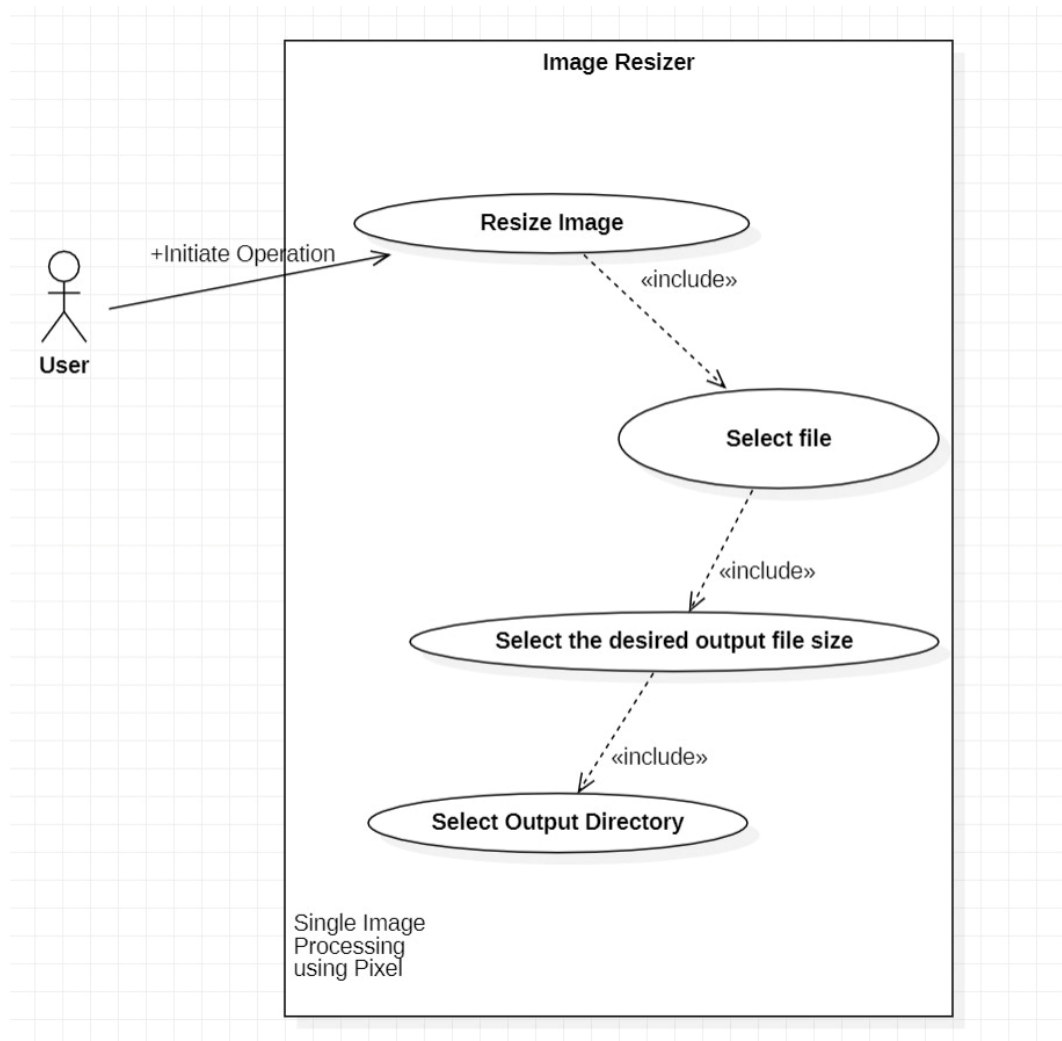 Image Resizer
Resize Image
+Initiate Operation
«include»
User
Select file
«include»
Select the desired output file size
«include»
Select Output Directory
Single Image
Processing
using Pixel